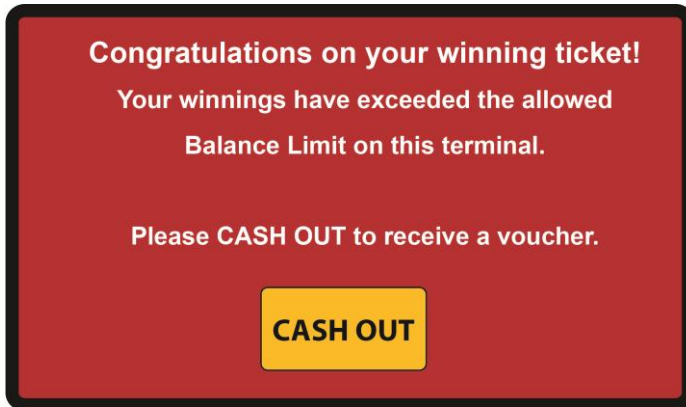 Congratulations on your winning ticket!
Your winnings have exceeded the allowed
Balance Limit on this terminal.
Please CASH OUT to receive a voucher.
CASH OUT